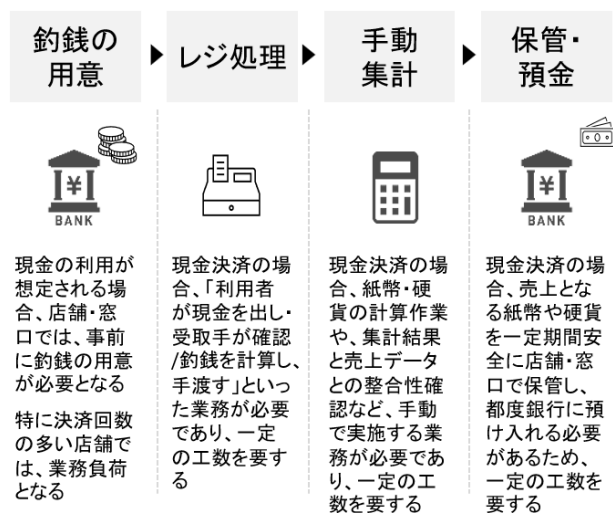 釣銭の
用意
レジ処理
手動
集計
保管・
預金
¥
BANK
現金の利用が
想定される場
合、店舗・窓
口では、事前
に釣銭の用意
が必要となる
特に決済回数
の多い店舗で
は、業務負荷
となる
現金決済の場
合、「利用者
が現金を出し・
受取手が確認
/釣銭を計算し、
手渡す」といっ
た業務が必要
であり、一定
の工数を要す
る
現金決済の場
合、紙幣・硬
貨の計算作業
や、集計結果
と売上データ
との整合性確
認など、手動
で実施する業
務が必要であ
り、一定の工
数を要する
¥
BANK
現金決済の場
合、売上とな
る紙幣や硬貨
を一定期間安
全に店舗・窓
口で保管し、
都度銀行に預
け入れる必要
があるため、
一定の工数を
要する